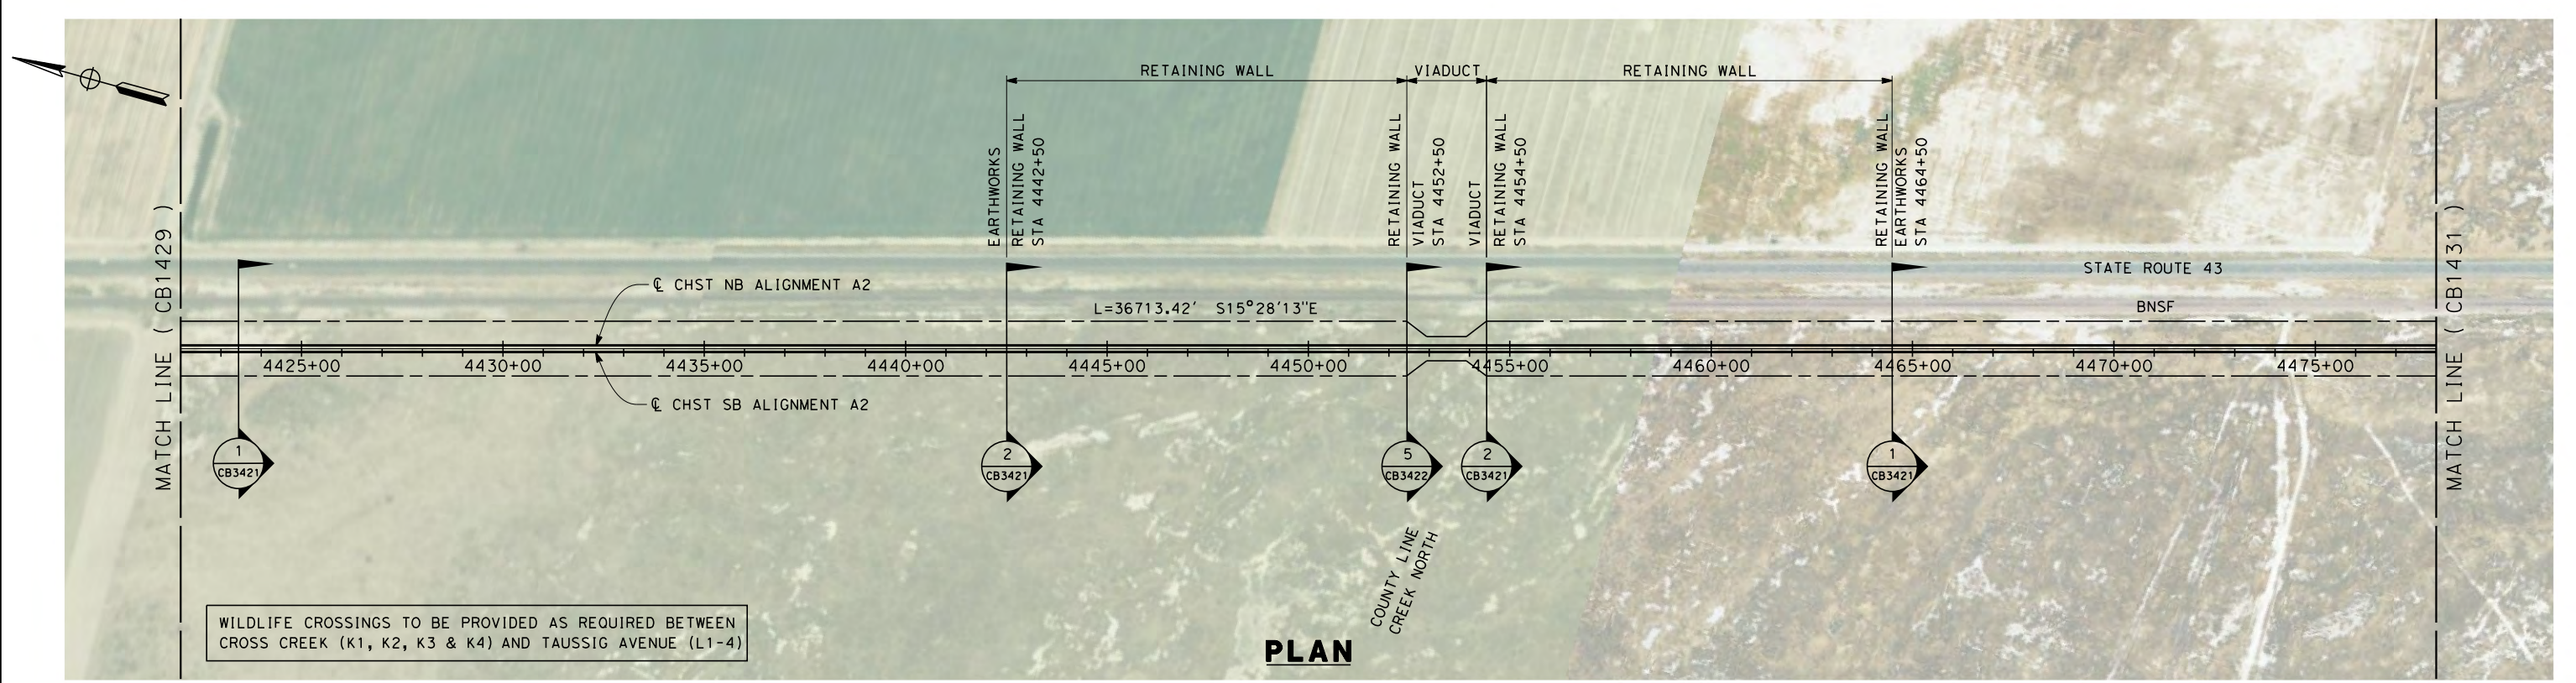 RETAINING WALL
VIADUCT
RETAINING WALL
EARTHWORKS
RETAINING WALL
STA 4442+50
RETAINING WALL
VIADUCT
STA 4452+50
VIADUCT
RETAINING WALL
STA 4454+50
RETAINING WALL
EARTHWORKS
STA 4464+50
MATCH LINE ( CB1429 )
MATCH LINE ( CB1431 )
STATE ROUTE 43
℄ CHST NB ALIGNMENT A2
L=36713.42' S15°28'13"E
BNSF
4425+00
4430+00
4435+00
4440+00
4445+00
4450+00
4455+00
4460+00
4465+00
4470+00
4475+00
℄ CHST SB ALIGNMENT A2
1
CB3421
2
CB3421
5
CB3422
2
CB3421
1
CB3421
COUNTY LINE
CREEK NORTH
WILDLIFE CROSSINGS TO BE PROVIDED AS REQUIRED BETWEEN
CROSS CREEK (K1, K2, K3 & K4) AND TAUSSIG AVENUE (L1-4)
PLAN